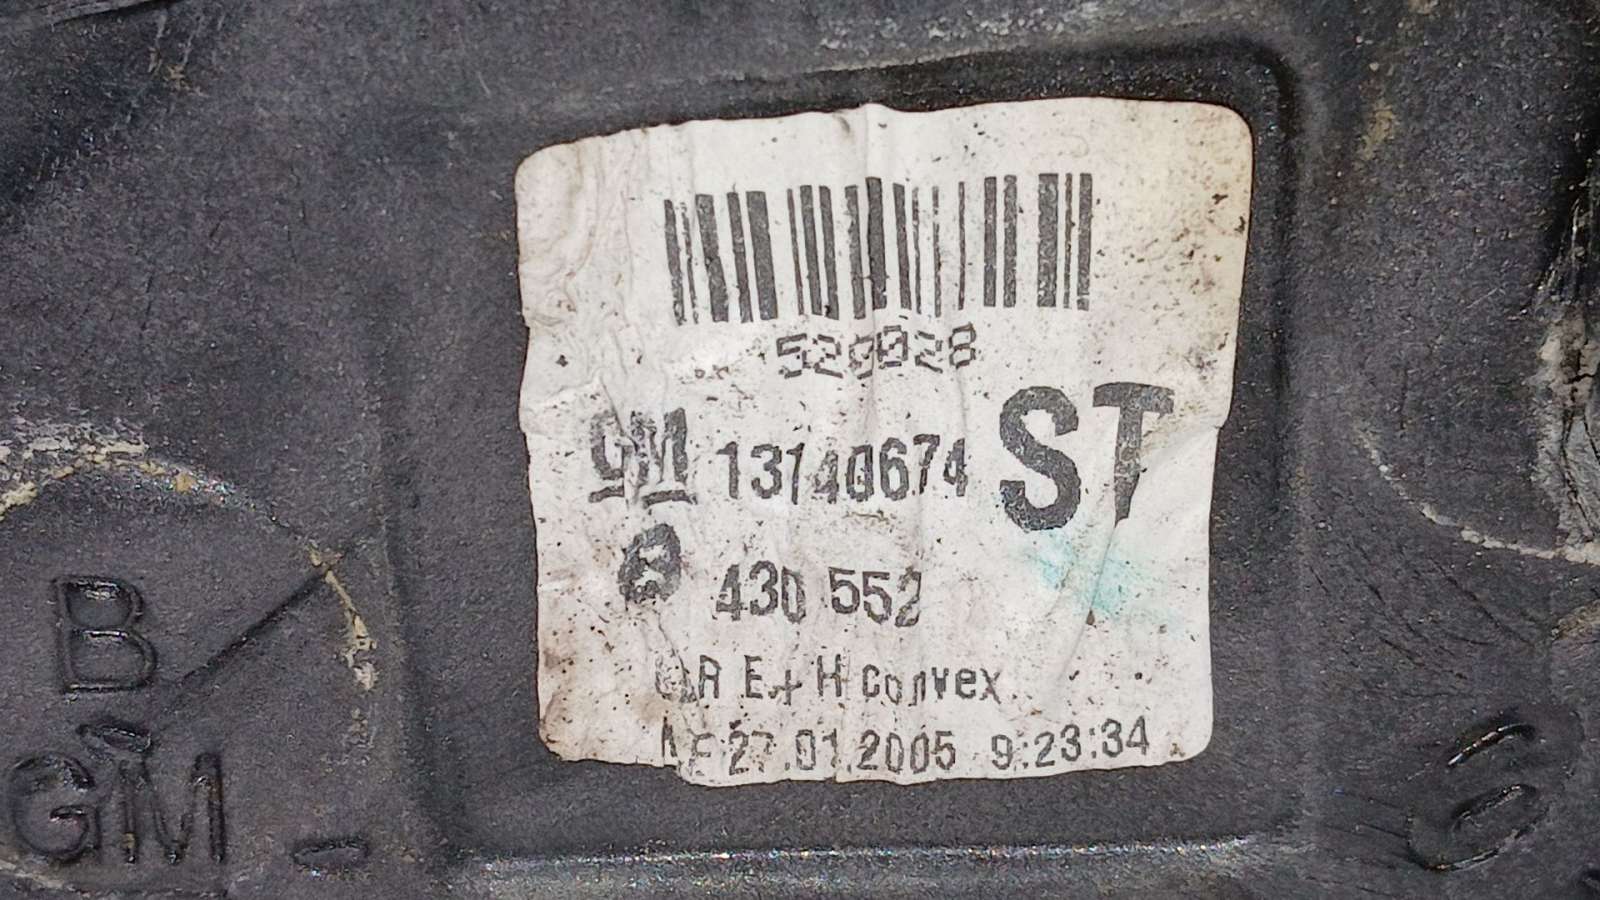 520028
GM 13140674 ST
430 552
R E+H convex
27.01.2005 9:23:34
B
GM